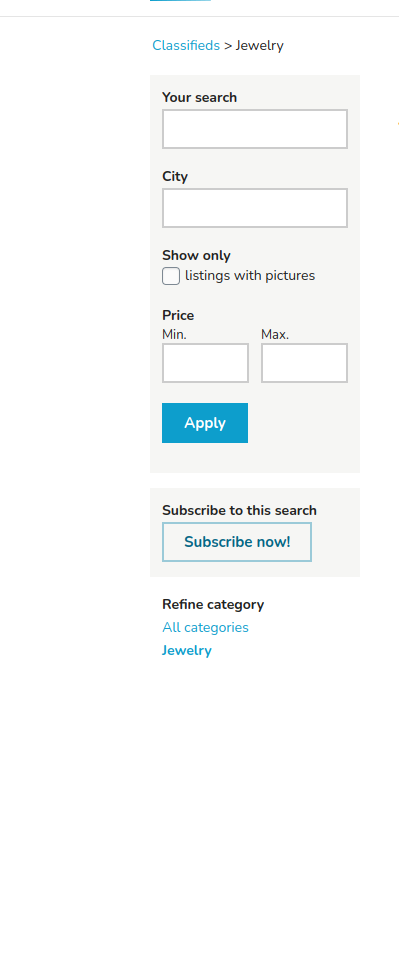 Classifieds > Jewelry
Your search
City
Show only
listings with pictures
Price
Min. Max.
Apply
Subscribe to this search
Subscribe now!
Refine category
All categories
Jewelry